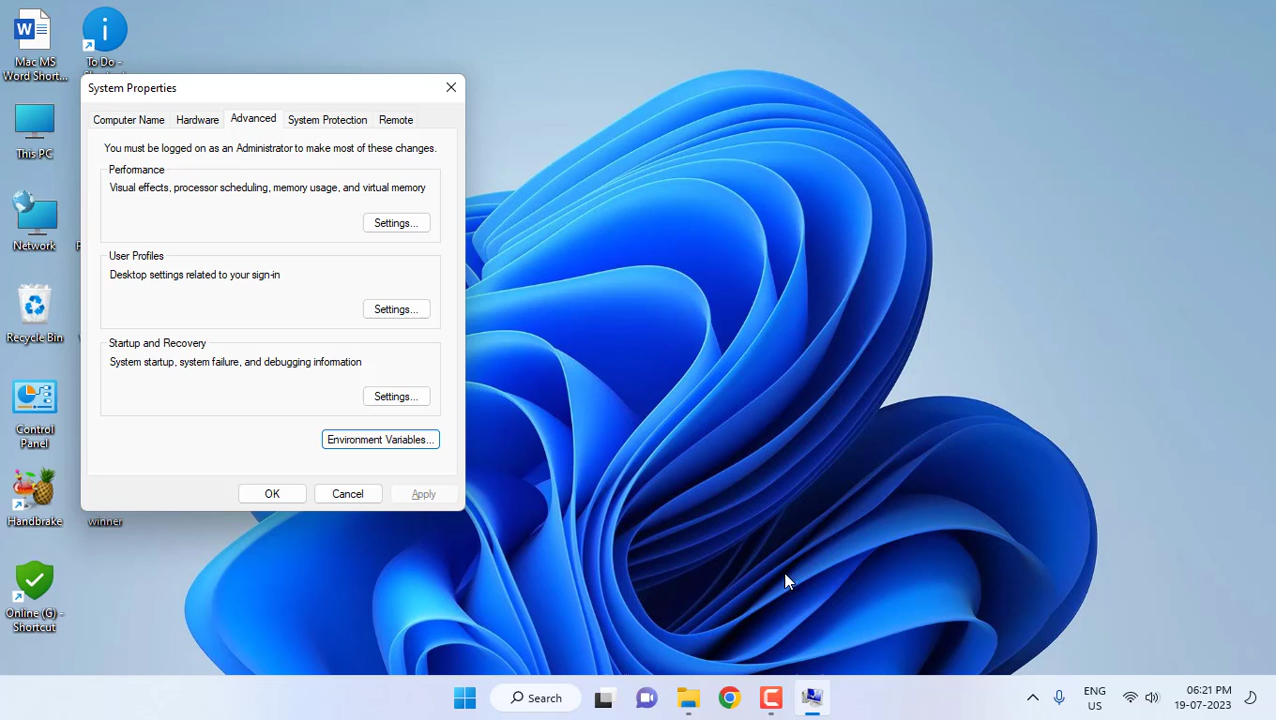 Mac MS
Word Short...
To Do -
Shortcut
This PC
Network
Recycle Bin
Control
Panel
Handbrake
winner
Online (G) -
Shortcut
System Properties
Computer Name
Hardware
Advanced
System Protection
Remote
You must be logged on as an Administrator to make most of these changes.
Performance
Visual effects, processor scheduling, memory usage, and virtual memory
Settings...
User Profiles
Desktop settings related to your sign-in
Settings...
Startup and Recovery
System startup, system failure, and debugging information
Settings...
Environment Variables...
OK
Cancel
Apply
Search
ENG
US
06:21 PM
19-07-2023